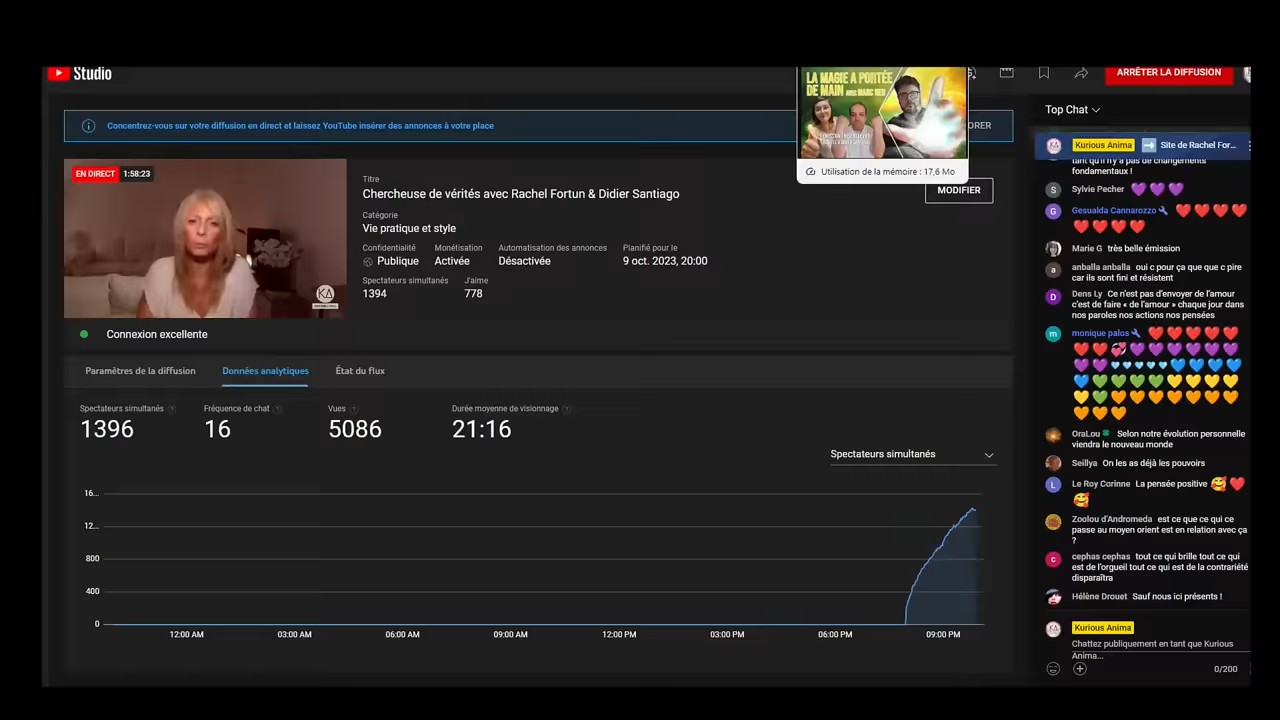 Studio
LA MAGIE A PORTÉE
DE MAIN AVEC MARC NEU
Utilisation de la mémoire : 17,6 Mo
ARRÊTER LA DIFFUSION
Concentrez-vous sur votre diffusion en direct et laissez YouTube insérer des annonces à votre place
ORER
EN DIRECT 1:58:23
KA
Titre
Chercheuse de vérités avec Rachel Fortun & Didier Santiago
MODIFIER
Catégorie
Vie pratique et style
Confidentialité Monétisation Automatisation des annonces Planifié pour le
Publique Activée Désactivée 9 oct. 2023, 20:00
Spectateurs simultanés J'aime
1394 778
Connexion excellente
Paramètres de la diffusion Données analytiques État du flux
Spectateurs simultanés ? Fréquence de chat ? Vues ? Durée moyenne de visionnage ?
1396 16 5086 21:16
Spectateurs simultanés
16...
12...
800
400
0
12:00 AM 03:00 AM 06:00 AM 09:00 AM 12:00 PM 03:00 PM 06:00 PM 09:00 PM
Top Chat
Kurious Anima ➡️ Site de Rachel For...
tant qu'il n'y a pas de changements
fondamentaux !
S Sylvie Pecher 💜💜💜
G Gesualda Cannarozzo ❤️❤️❤️❤️
❤️❤️❤️❤️
Marie G très belle émission
a anballa anballa oui c pour ça que que c pire
car ils sont fini et résistent
D Dens Ly Ce n'est pas d'envoyer de l'amour
c'est de faire « de l'amour » chaque jour dans
nos paroles nos actions nos pensées
m monique palos ❤️❤️❤️❤️❤️
❤️❤️💞💜💜💜💜💜💜
💜💜💙💙💙💙💙💙💙💙
💙💚💚💚💚💛💛💛💛
💛💚🧡🧡🧡🧡🧡🧡🧡
🧡🧡🧡
OraLou🍀 Selon notre évolution personnelle
viendra le nouveau monde
Seillya On les as déjà les pouvoirs
L Le Roy Corinne La pensée positive 🥰❤️
🥰
Zoolou d'Andromeda est ce que ce qui ce
passe au moyen orient est en relation avec ça
?
c cephas cephas tout ce qui brille tout ce qui
est de l'orgueil tout ce qui est de la contrariété
disparaîtra
Hélène Drouet Sauf nous ici présents !
Kurious Anima
Chattez publiquement en tant que Kurious
Anima...
0/200